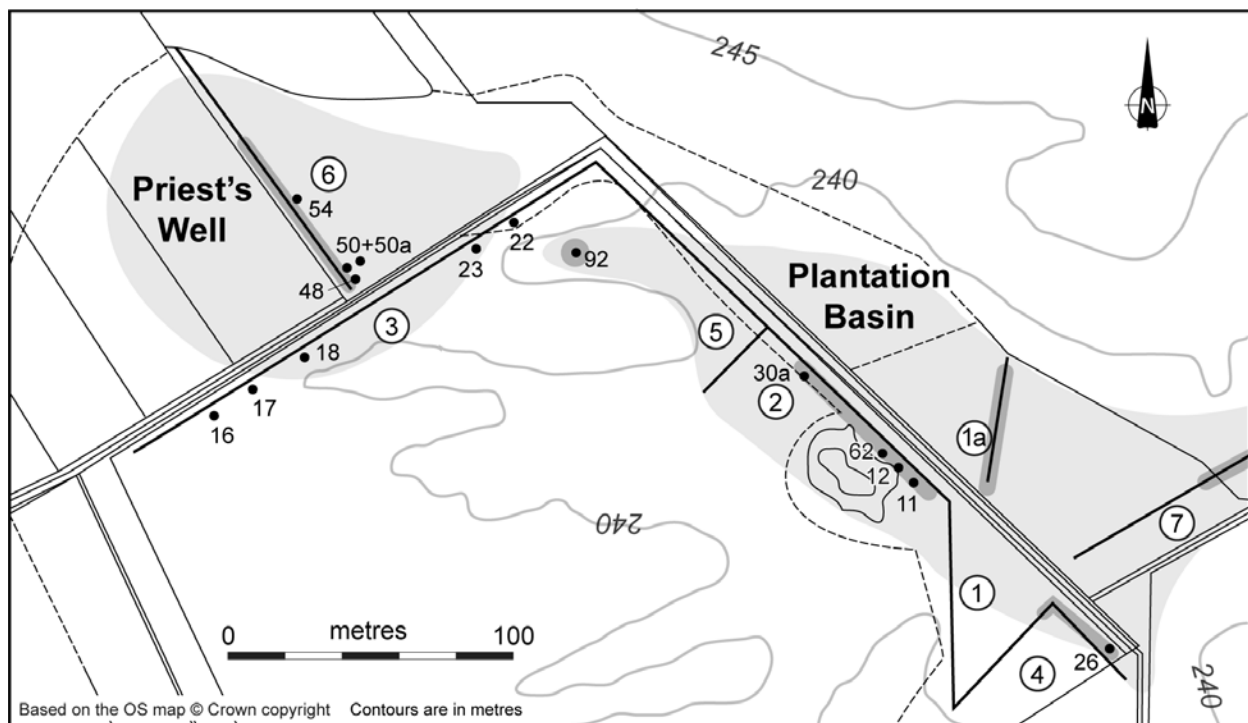 245
N
6
Priest's
Well
54
240
50+50a
22
92
23
48
Plantation
Basin
3
5
18
30a
2
17
16
1a
62
12
11
240
7
1
0 metres 100
26
4
240
Based on the OS map © Crown copyright Contours are in metres